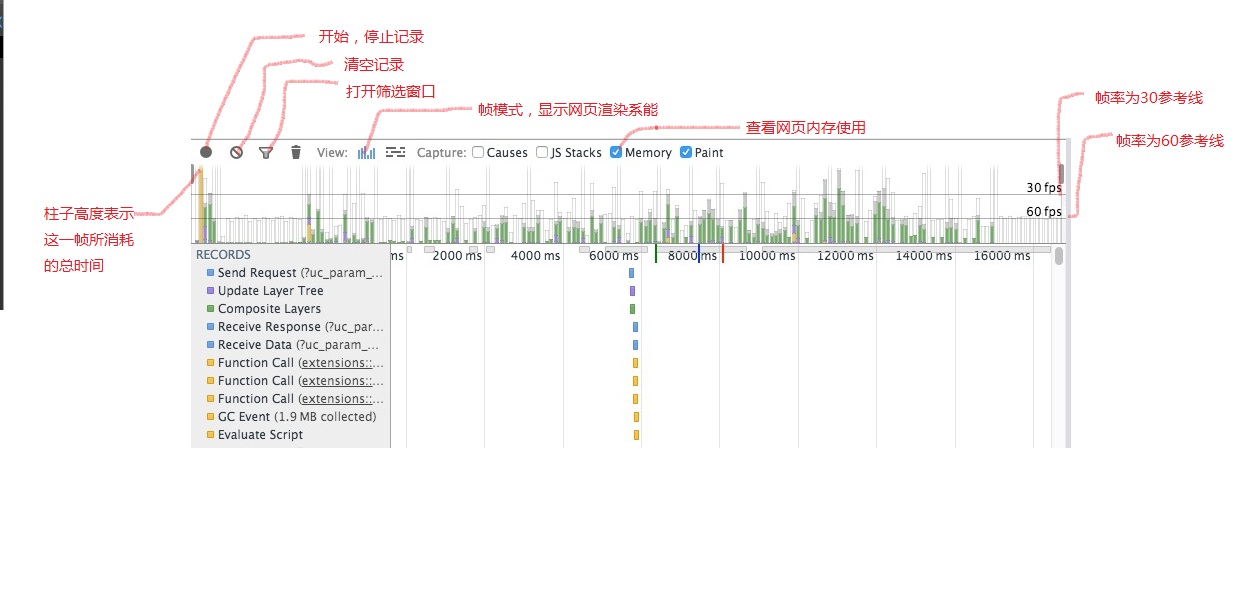 开始，停止记录
清空记录
打开筛选窗口
帧模式，显示网页渲染系能
查看网页内存使用
帧率为30参考线
帧率为60参考线
View: Capture: Causes JS Stacks Memory Paint
30 fps
60 fps
柱子高度表示
这一帧所消耗
的总时间
RECORDS
ms 2000 ms 4000 ms 6000 ms 8000 ms 10000 ms 12000 ms 14000 ms 16000 ms
Send Request (?uc_param_...
Update Layer Tree
Composite Layers
Receive Response (?uc_par...
Receive Data (?uc_param_...
Function Call (extensions::...
Function Call (extensions::...
Function Call (extensions::...
GC Event (1.9 MB collected)
Evaluate Script